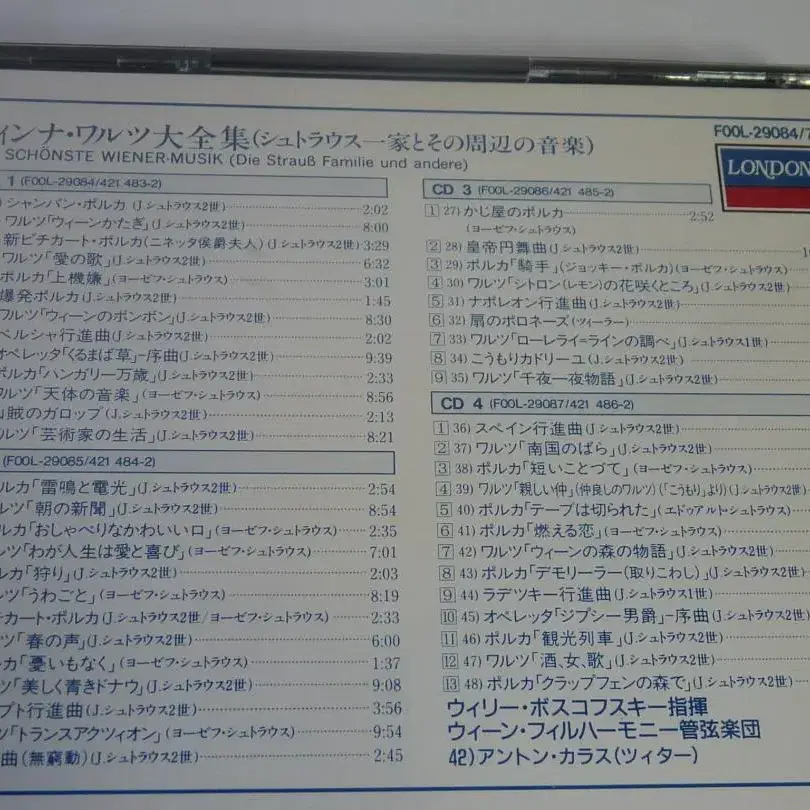 ィンナ・ワルツ大全集(シュトラウス一家とその周辺の音楽)
SCHÖNSTE WIENER-MUSIK (Die Strauß Familie und andere)
FOOL-29084/7
LONDON
1 (FOOL-29084/421 483-2)
シャンパン・ポルカ (J.シュトラウス2世) 2:02
ワルツ「ウィーンかたぎ」(J.シュトラウス2世) 8:00
新ピチカート・ポルカ(ニネッタ侯爵夫人) (J.シュトラウス2世) 3:29
ワルツ「愛の歌」(J.シュトラウス2世) 6:32
ポルカ「上機嫌」(ヨーゼフ・シュトラウス) 3:01
爆発ポルカ(J.シュトラウス2世) 1:45
ワルツ「ウィーンのボンボン」(J.シュトラウス2世) 8:30
ペルシャ行進曲(J.シュトラウス2世) 2:02
オペレッタ「くるまば草」-序曲(J.シュトラウス2世) 9:39
ポルカ「ハンガリー万歳」(J.シュトラウス2世) 2:33
ワルツ「天体の音楽」(ヨーゼフ・シュトラウス) 8:56
賊のガロップ(J.シュトラウス2世) 2:13
ルツ「芸術家の生活」(J.シュトラウス2世) 8:21
(FOOL-29085/421 484-2)
ルカ「雷鳴と電光」(J.シュトラウス2世) 2:54
ルツ「朝の新聞」(J.シュトラウス2世) 8:54
ルカ「おしゃべりなかわいい口」(ヨーゼフ・シュトラウス) 2:35
ルツ「わが人生は愛と喜び」(ヨーゼフ・シュトラウス) 7:01
ルカ「狩り」(J.シュトラウス2世) 2:03
ルツ「うわごと」(ヨーゼフ・シュトラウス) 8:19
チカート・ポルカ(J.シュトラウス2世/ヨーゼフ・シュトラウス) 2:33
ツ「春の声」(J.シュトラウス2世) 6:00
カ「憂いもなく」(ヨーゼフ・シュトラウス) 1:37
ツ「美しく青きドナウ」(J.シュトラウス2世) 9:08
プト行進曲(J.シュトラウス2世) 3:56
ツ「トランスアクツィオン」(ヨーゼフ・シュトラウス) 9:54
曲(無窮動)(J.シュトラウス2世) 2:45
CD 3 (FOOL-29086/421 485-2)
1 27) かじ屋のポルカ 2:52
(ヨーゼフ・シュトラウス)
2 28) 皇帝円舞曲(J.シュトラウス2世)
3 29) ポルカ「騎手」(ジョッキー・ポルカ)(ヨーゼフ・シュトラウス)
4 30) ワルツ「シトロン(レモン)の花咲くところ」(J.シュトラウス2世)
5 31) ナポレオン行進曲(J.シュトラウス2世)
6 32) 扇のポロネーズ(ツィーラー)
7 33) ワルツ「ローレライ=ラインの調べ」(J.シュトラウス1世)
8 34) こうもりカドリーユ(J.シュトラウス2世)
9 35) ワルツ「千夜一夜物語」(J.シュトラウス2世)
CD 4 (FOOL-29087/421 486-2)
1 36) スペイン行進曲(J.シュトラウス2世)
2 37) ワルツ「南国のばら」(J.シュトラウス2世)
3 38) ポルカ「短いことづて」(ヨーゼフ・シュトラウス)
4 39) ワルツ「親しい仲」(仲良しのワルツ)(「こうもり」より)(J.シュトラウス2世)
5 40) ポルカ「テープは切られた」(エドゥアルト・シュトラウス)
6 41) ポルカ「燃える恋」(ヨーゼフ・シュトラウス)
7 42) ワルツ「ウィーンの森の物語」(J.シュトラウス2世)
8 43) ポルカ「デモリーラー(取りこわし)」(J.シュトラウス2世)
9 44) ラデツキー行進曲(J.シュトラウス1世)
10 45) オペレッタ「ジプシー男爵」-序曲(J.シュトラウス2世)
11 46) ポルカ「観光列車」(J.シュトラウス2世)
12 47) ワルツ「酒、女、歌」(J.シュトラウス2世)
13 48) ポルカ「クラップフェンの森で」(J.シュトラウス2世)
ウィリー・ボスコフスキー指揮
ウィーン・フィルハーモニー管弦楽団
42) アントン・カラス(ツィター)